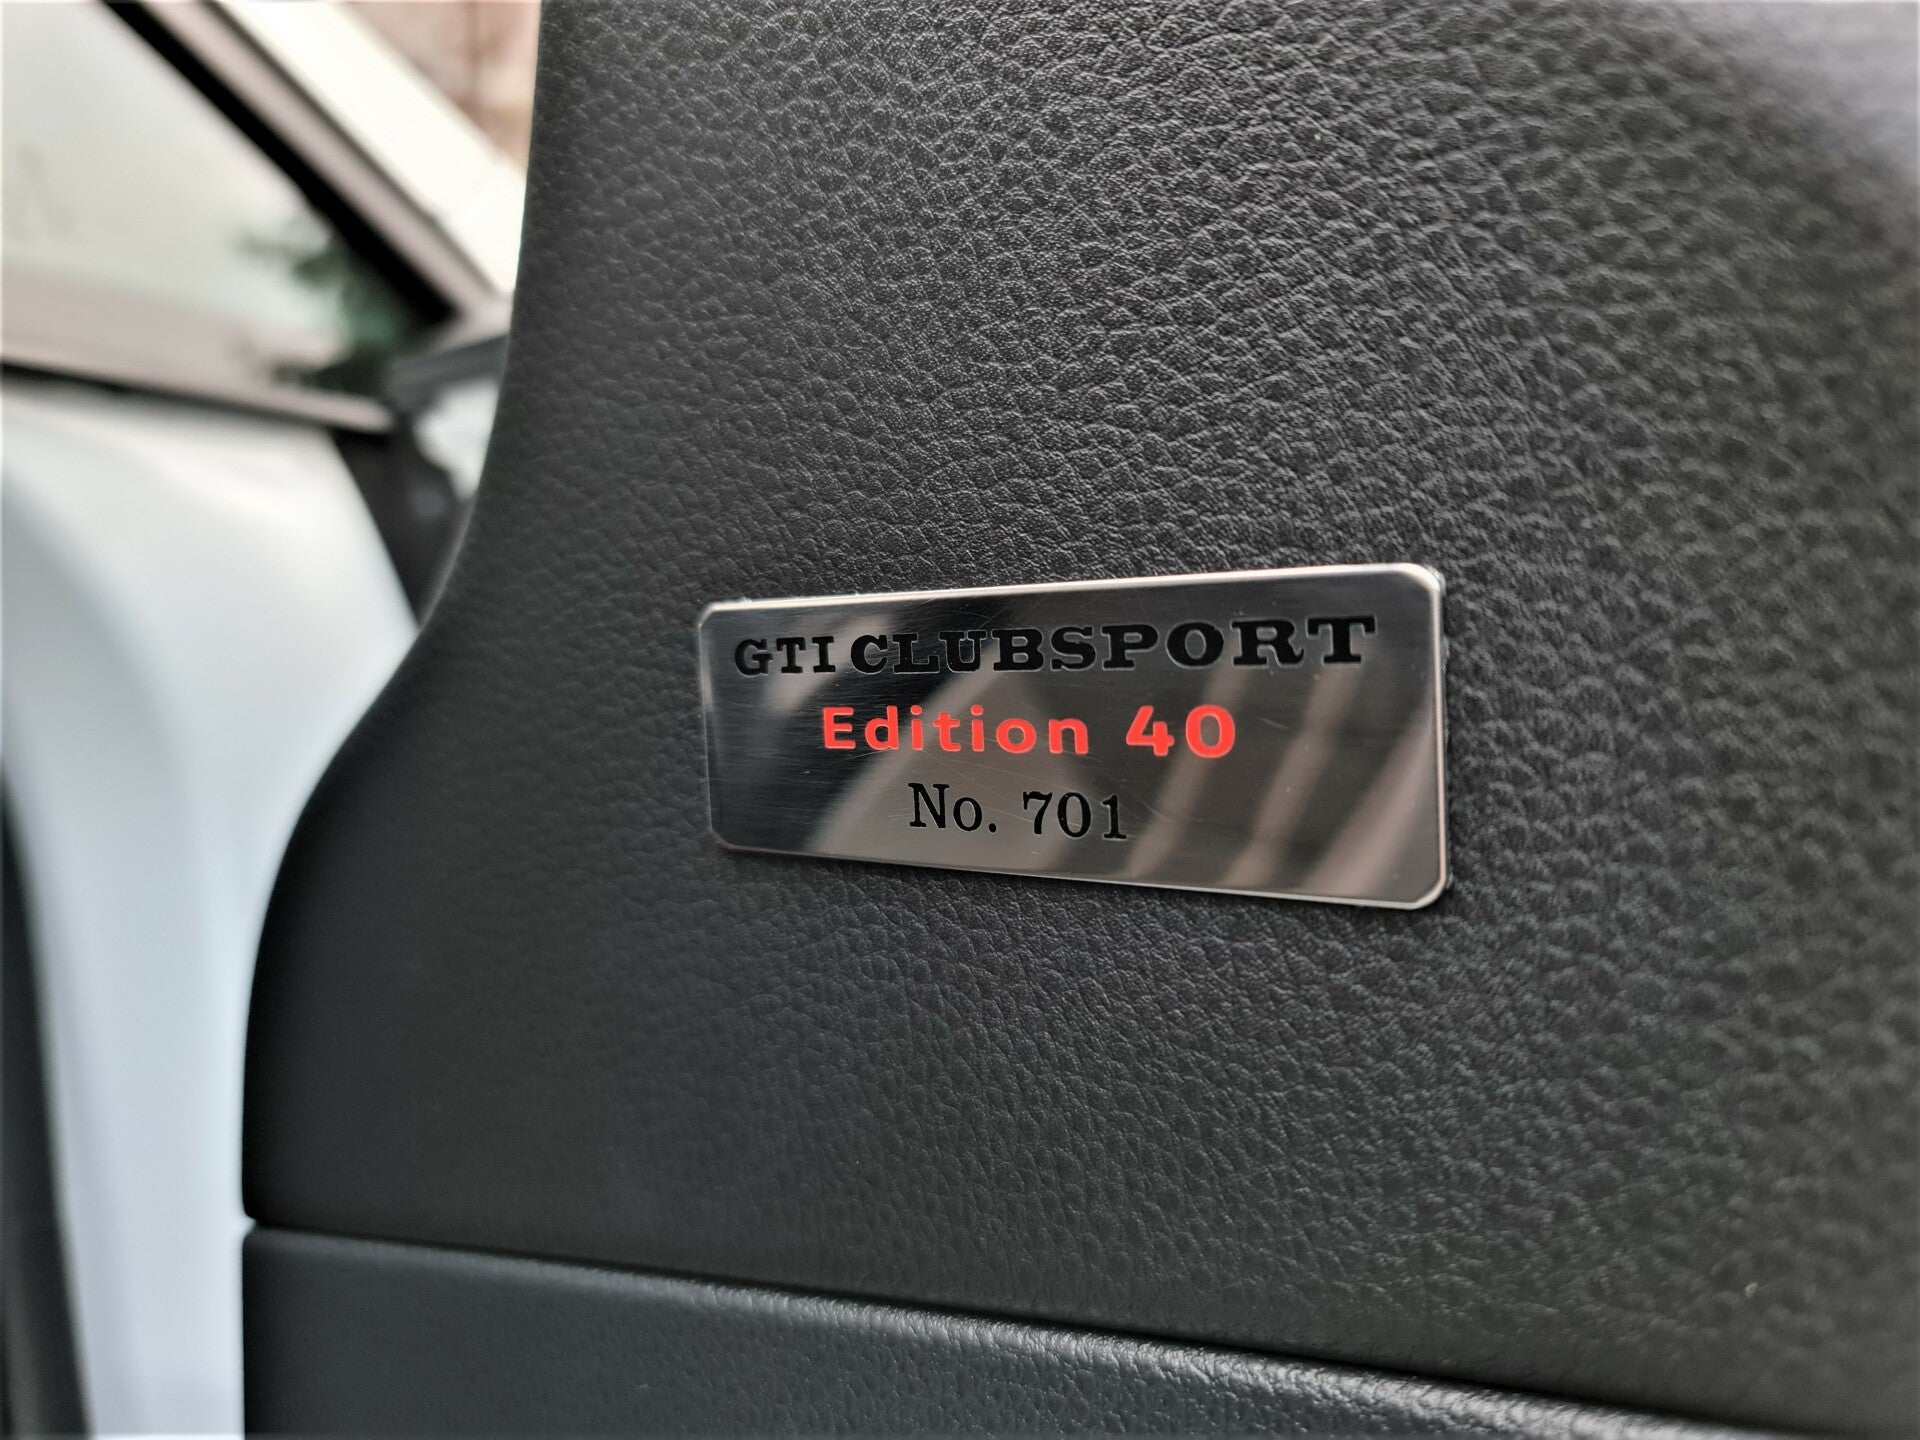 GTI CLUBSPORT
Edition 40
No. 701